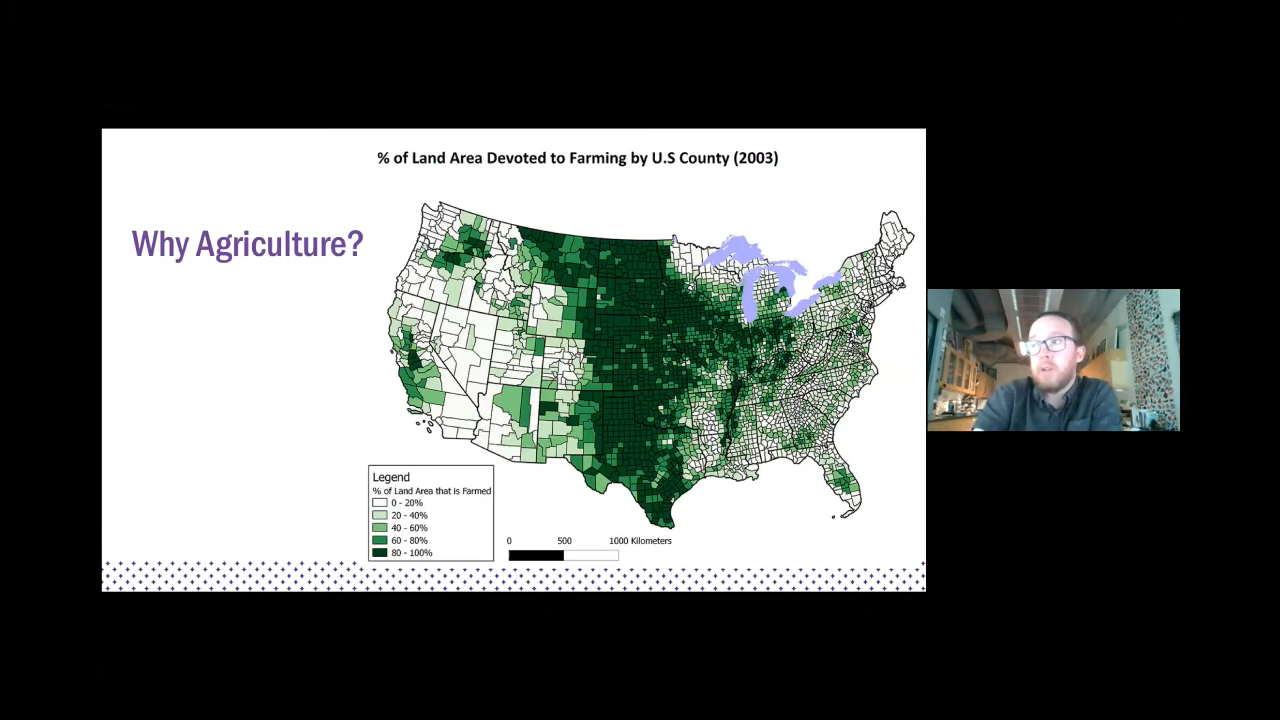 % of Land Area Devoted to Farming by U.S County (2003)
Why Agriculture?
Legend
% of Land Area that is Farmed
0 - 20%
20 - 40%
40 - 60%
60 - 80%
80 - 100%
0 500 1000 Kilometers